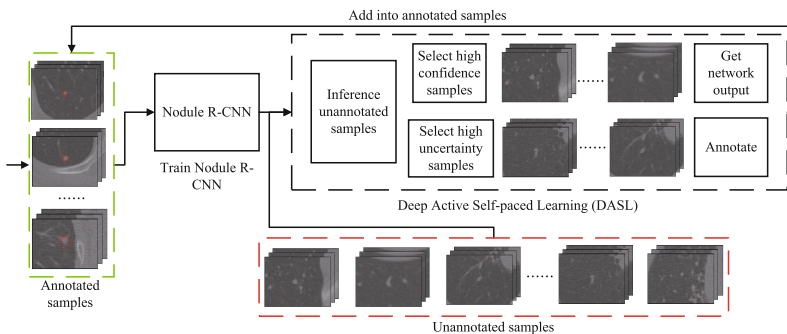 Add into annotated samples
Nodule R-CNN
Train Nodule R-
CNN
Inference
unannotated
samples
Select high
confidence
samples
......
Get
network
output
Select high
uncertainty
samples
......
Annotate
Deep Active Self-paced Learning (DASL)
......
Annotated
samples
......
Unannotated samples